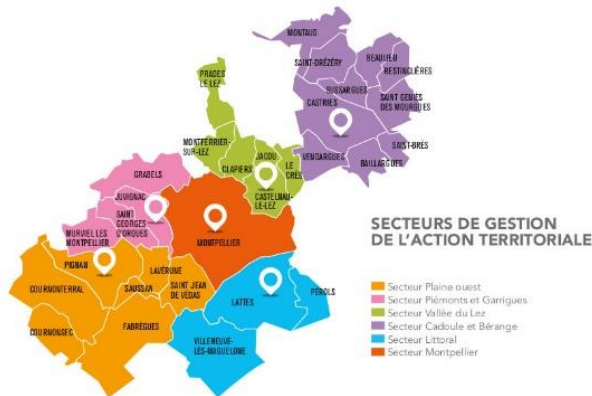 MONTAUD
SAINT-DRÉZÉRY
BEAULIEU
RESTINCLIÈRES
SUSSARGUES
SAINT GENIÈS
DES MOURGUES
CASTRIES
SAINT-BRÈS
VENDARGUES
BAILLARGUES
PRADES
LE LEZ
MONTFERRIER-
SUR-LEZ
JACOU
CLAPIERS
LE
CRÈS
CASTELNAU-
LE-LEZ
GRABELS
JUVIGNAC
SAINT
GEORGES
D'ORQUES
MURVIEL LES
MONTPELLIER
MONTPELLIER
PIGNAN
LAVÉRUNE
COURNONTERRAL
SAUSSAN
SAINT JEAN
DE VÉDAS
COURNONSEC
FABRÈGUES
LATTES
PÉROLS
VILLENEUVE-
LÈS-MAGUELONE
SECTEURS DE GESTION
DE L'ACTION TERRITORIALE
Secteur Plaine ouest
Secteur Piémonts et Garrigues
Secteur Vallée du Lez
Secteur Cadoule et Bérange
Secteur Littoral
Secteur Montpellier